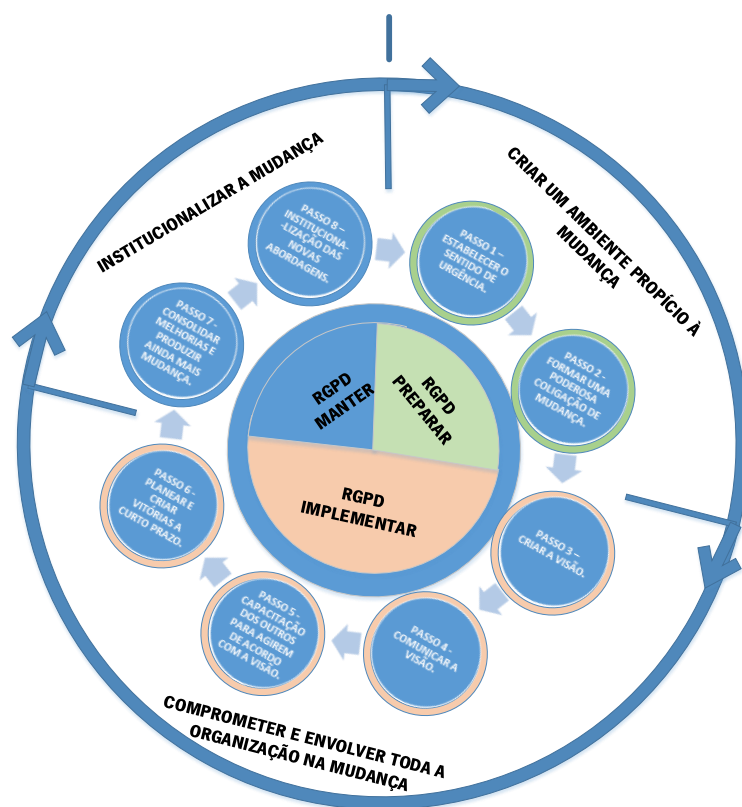 INSTITUCIONALIZAR A MUDANÇA
CRIAR UM AMBIENTE PROPÍCIO À
MUDANÇA
PASSO 1 –
ESTABELECER O
SENTIDO DE
URGÊNCIA.
PASSO 2 -
FORMAR UMA
PODEROSA
COLIGAÇÃO DE
MUDANÇA.
PASSO 3 –
CRIAR A VISÃO.
PASSO 4 -
COMUNICAR A
VISÃO.
PASSO 5 -
CAPACITAÇÃO
DOS OUTROS
PARA AGIREM
DE ACORDO
COM A VISÃO.
PASSO 6 -
PLANEAR E
CRIAR
VITÓRIAS A
CURTO PRAZO.
PASSO 7 -
CONSOLIDAR
MELHORIAS E
PRODUZIR
AINDA MAIS
MUDANÇA.
PASSO 8 –
INSTITUCIONA-
-LIZAÇÃO DAS
NOVAS
ABORDAGENS.
RGPD
MANTER
RGPD
PREPARAR
RGPD
IMPLEMENTAR
COMPROMETER E ENVOLVER TODA A
ORGANIZAÇÃO NA MUDANÇA